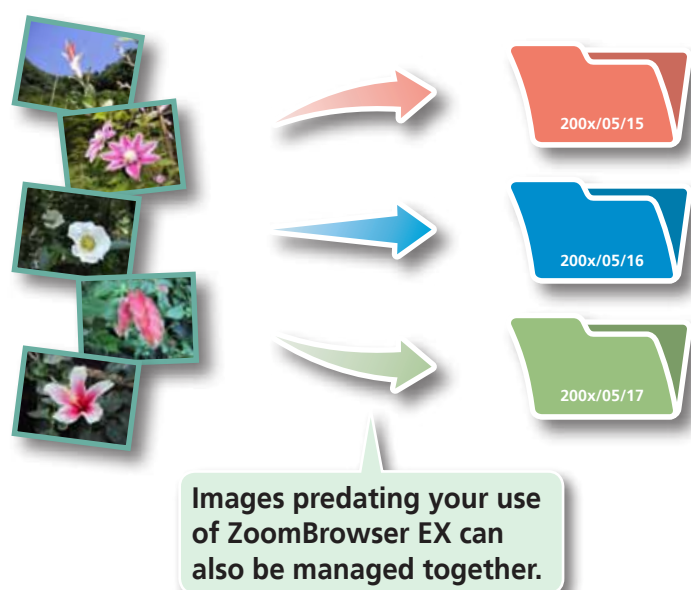 200x/05/15
200x/05/16
200x/05/17
Images predating your use
of ZoomBrowser EX can
also be managed together.